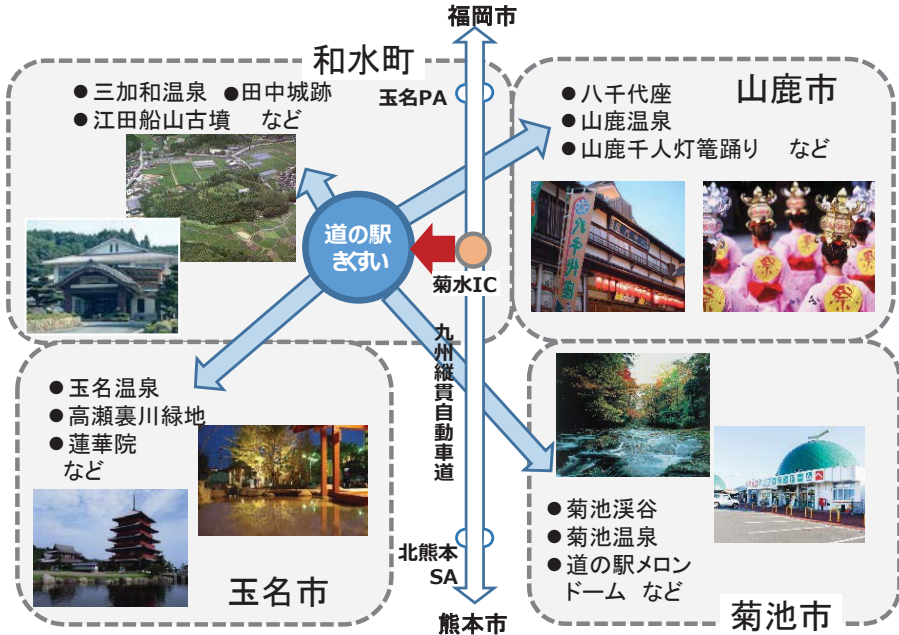 福岡市
和水町
●三加和温泉 ●田中城跡
●江田船山古墳 など
玉名PA
山鹿市
●八千代座
●山鹿温泉
●山鹿千人灯籠踊り など
八千代座
道の駅
きくすい
菊水IC
九州縦貫自動車道
●玉名温泉
●高瀬裏川緑地
●蓮華院
など
玉名市
北熊本
SA
熊本市
●菊池渓谷
●菊池温泉
●道の駅メロン
ドーム など
菊池市